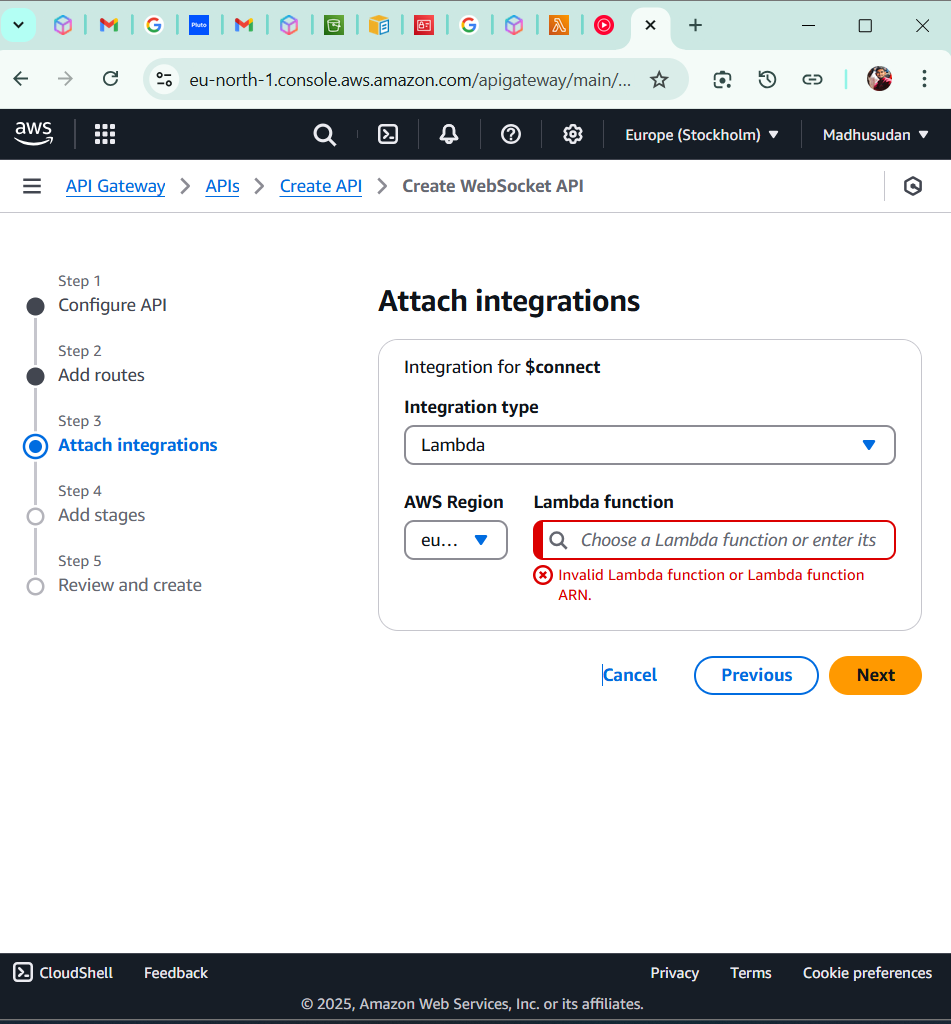 Pluto
eu-north-1.console.aws.amazon.com/apigateway/main/...
aws
Europe (Stockholm)
Madhusudan
API Gateway
APIs
Create API
Create WebSocket API
Step 1
Configure API
Step 2
Add routes
Step 3
Attach integrations
Step 4
Add stages
Step 5
Review and create
Attach integrations
Integration for $connect
Integration type
Lambda
AWS Region
Lambda function
eu...
Choose a Lambda function or enter its
Invalid Lambda function or Lambda function
ARN.
Cancel
Previous
Next
CloudShell
Feedback
Privacy
Terms
Cookie preferences
© 2025, Amazon Web Services, Inc. or its affiliates.